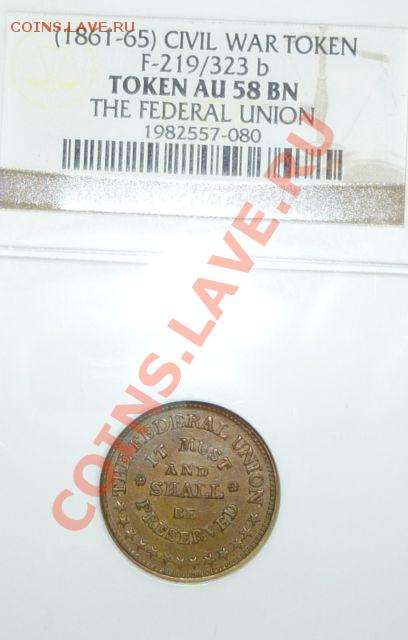 COINS.LAVE.RU
(1861-65) CIVIL WAR TOKEN
F-219/323 b
TOKEN AU 58 BN
THE FEDERAL UNION
1982557-080
COINS.LAVE.RU
THE FEDERAL UNION
IT MUST
AND
SHALL
BE
PRESERVED